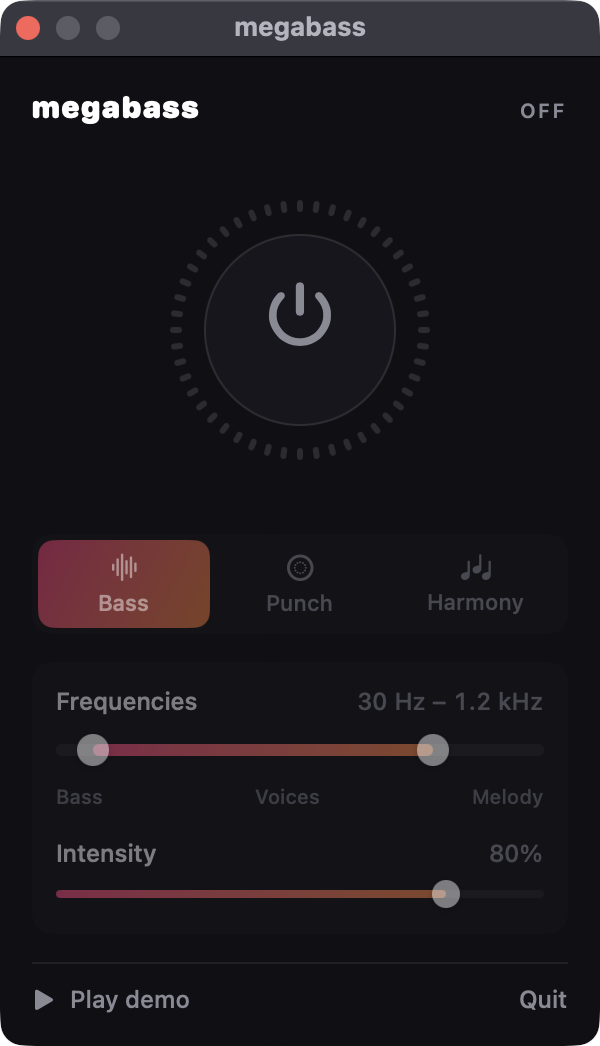 megabass
megabass
OFF
Bass
Punch
Harmony
Frequencies
30 Hz – 1.2 kHz
Bass
Voices
Melody
Intensity
80%
Play demo
Quit